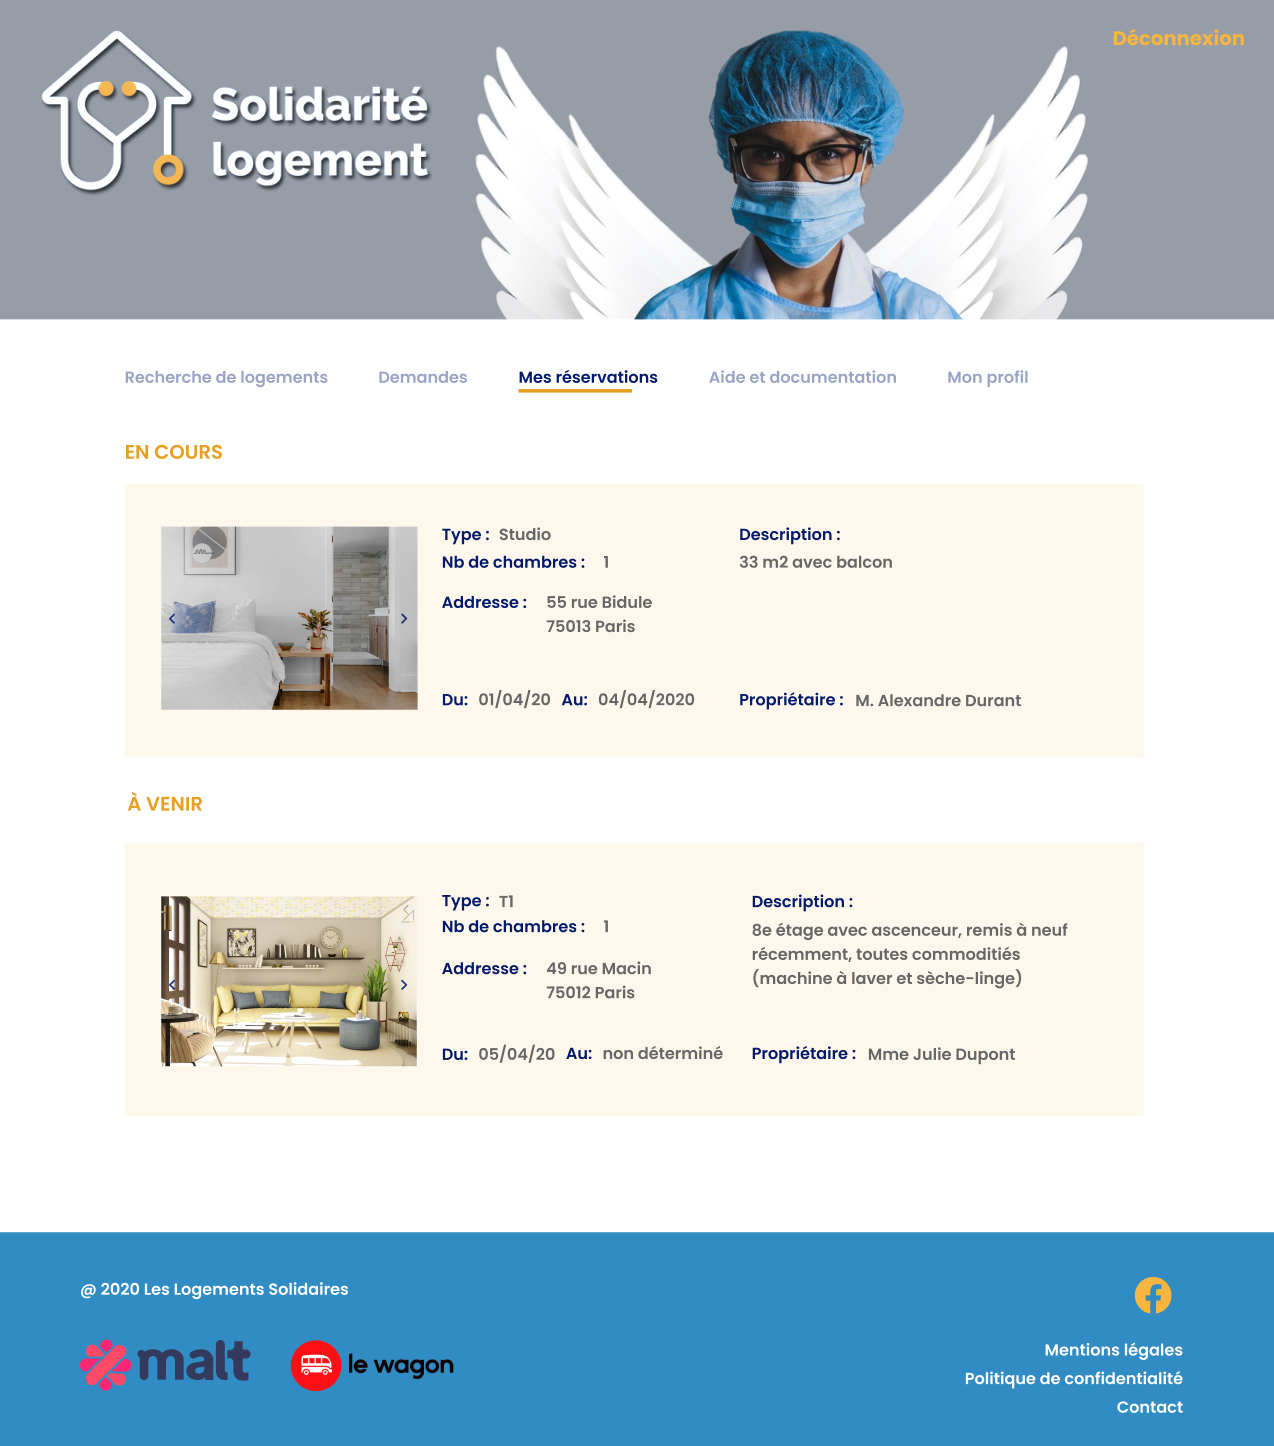 Déconnexion
Solidarité
logement
Recherche de logements
Demandes
Mes réservations
Aide et documentation
Mon profil
EN COURS
Type : Studio
Nb de chambres : 1
Addresse : 55 rue Bidule
75013 Paris
Du: 01/04/20 Au: 04/04/2020
Description :
33 m2 avec balcon
Propriétaire : M. Alexandre Durant
À VENIR
Type : T1
Nb de chambres : 1
Addresse : 49 rue Macin
75012 Paris
Du: 05/04/20 Au: non déterminé
Description :
8e étage avec ascenceur, remis à neuf
récemment, toutes commoditiés
(machine à laver et sèche-linge)
Propriétaire : Mme Julie Dupont
@ 2020 Les Logements Solidaires
malt
le wagon
Mentions légales
Politique de confidentialité
Contact